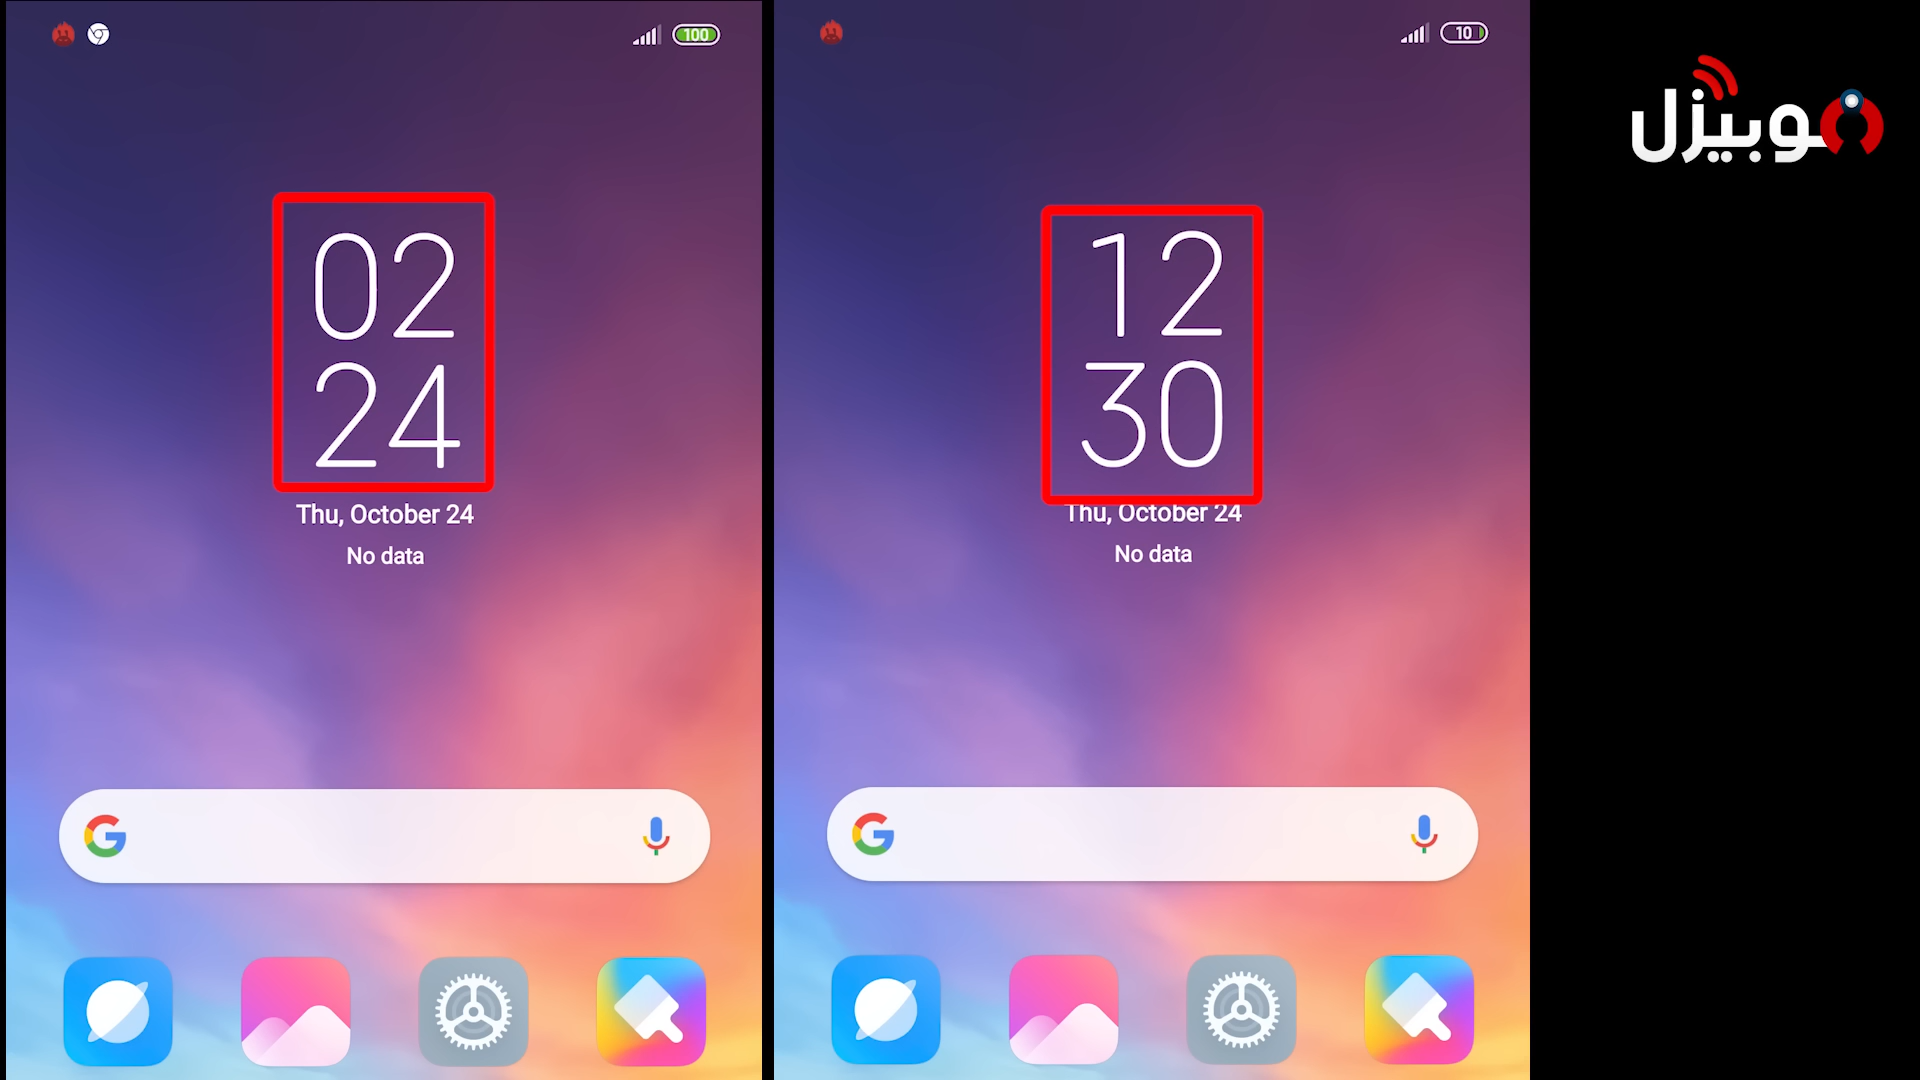 100
02
24
Thu, October 24
No data
10
12
30
Thu, October 24
No data
موبيزل